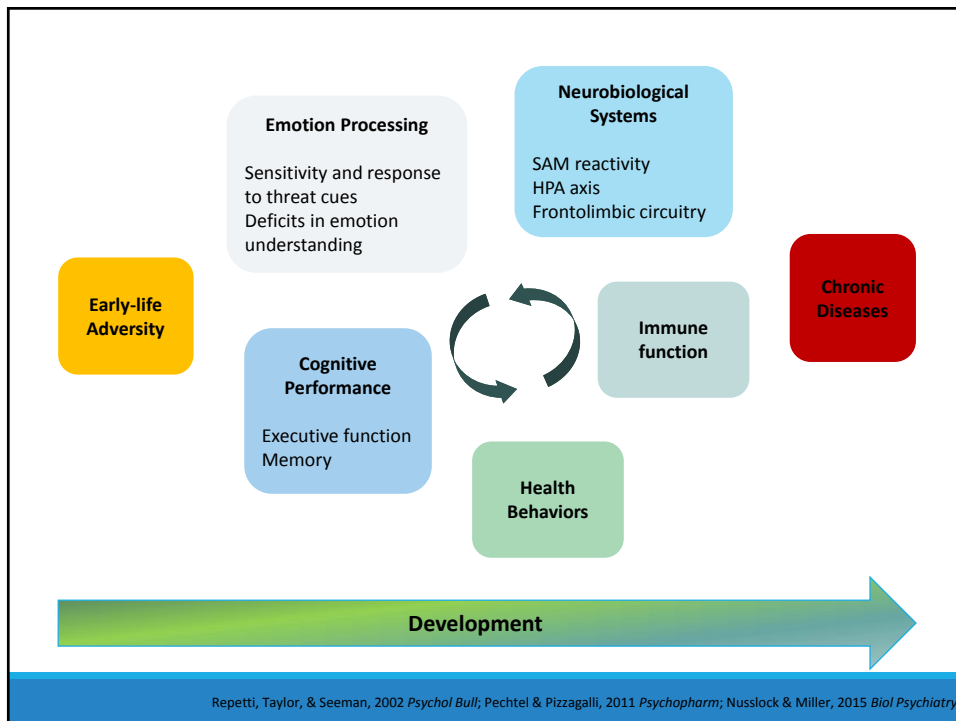 Emotion Processing
Sensitivity and response
to threat cues
Deficits in emotion
understanding
Neurobiological
Systems
SAM reactivity
HPA axis
Frontolimbic circuitry
Early-life
Adversity
Cognitive
Performance
Executive function
Memory
Immune
function
Chronic
Diseases
Health
Behaviors
Development
Repetti, Taylor, & Seeman, 2002 Psychol Bull; Pechtel & Pizzagalli, 2011 Psychopharm; Nusslock & Miller, 2015 Biol Psychiatry